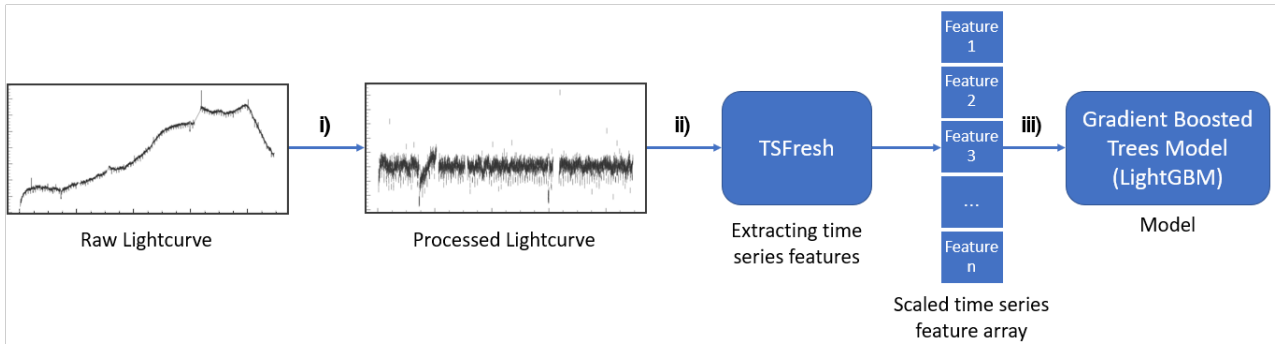 i)
ii)
iii)
Raw Lightcurve
Processed Lightcurve
TSFresh
Extracting time
series features
Feature
1
Feature
2
Feature
3
...
Feature
n
Scaled time series
feature array
Gradient Boosted
Trees Model
(LightGBM)
Model